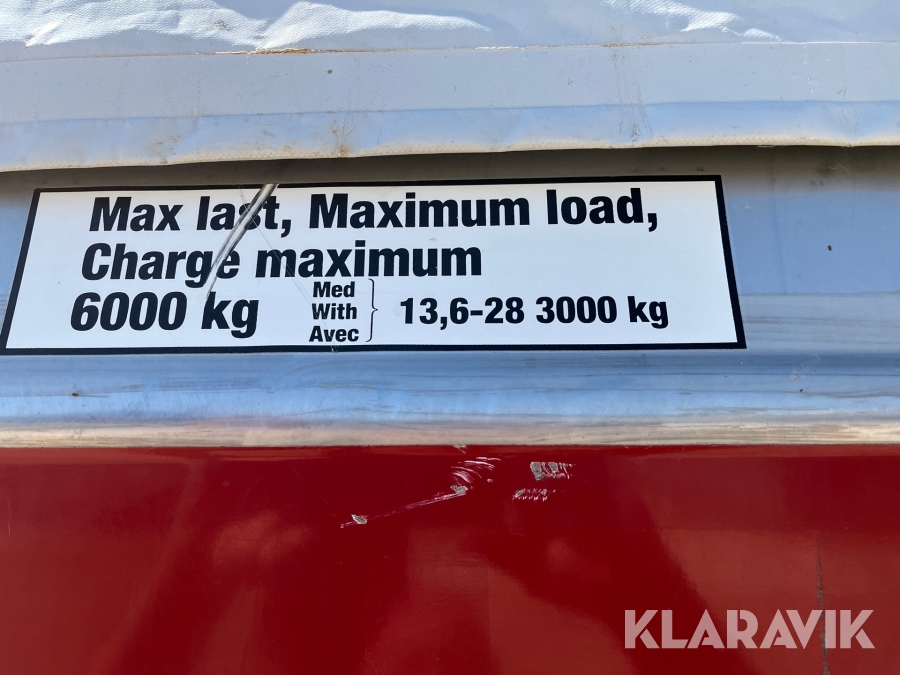 Max last, Maximum load,
Charge maximum
6000 kg Med With Avec 13,6-28 3000 kg
KLARAVIK